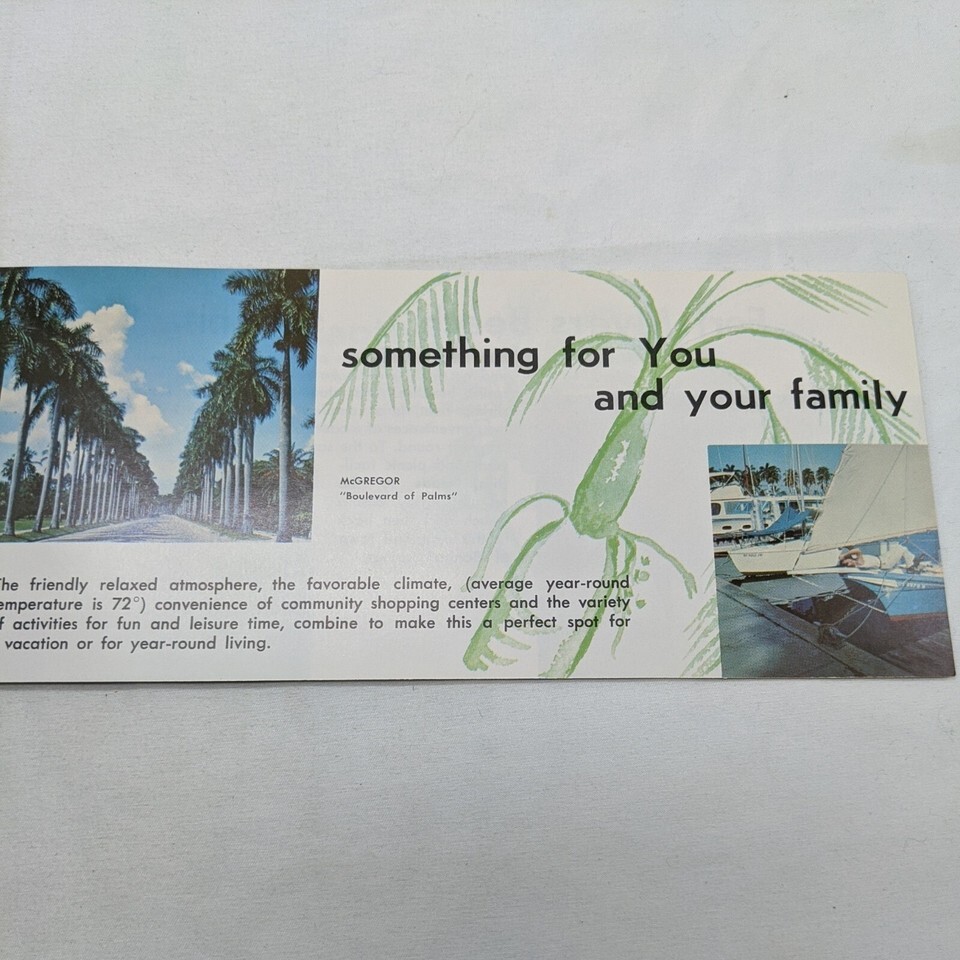 something for You
and your family
McGREGOR
"Boulevard of Palms"
The friendly relaxed atmosphere, the favorable climate, (average year-round
emperature is 72°) convenience of community shopping centers and the variety
f activities for fun and leisure time, combine to make this a perfect spot for
vacation or for year-round living.